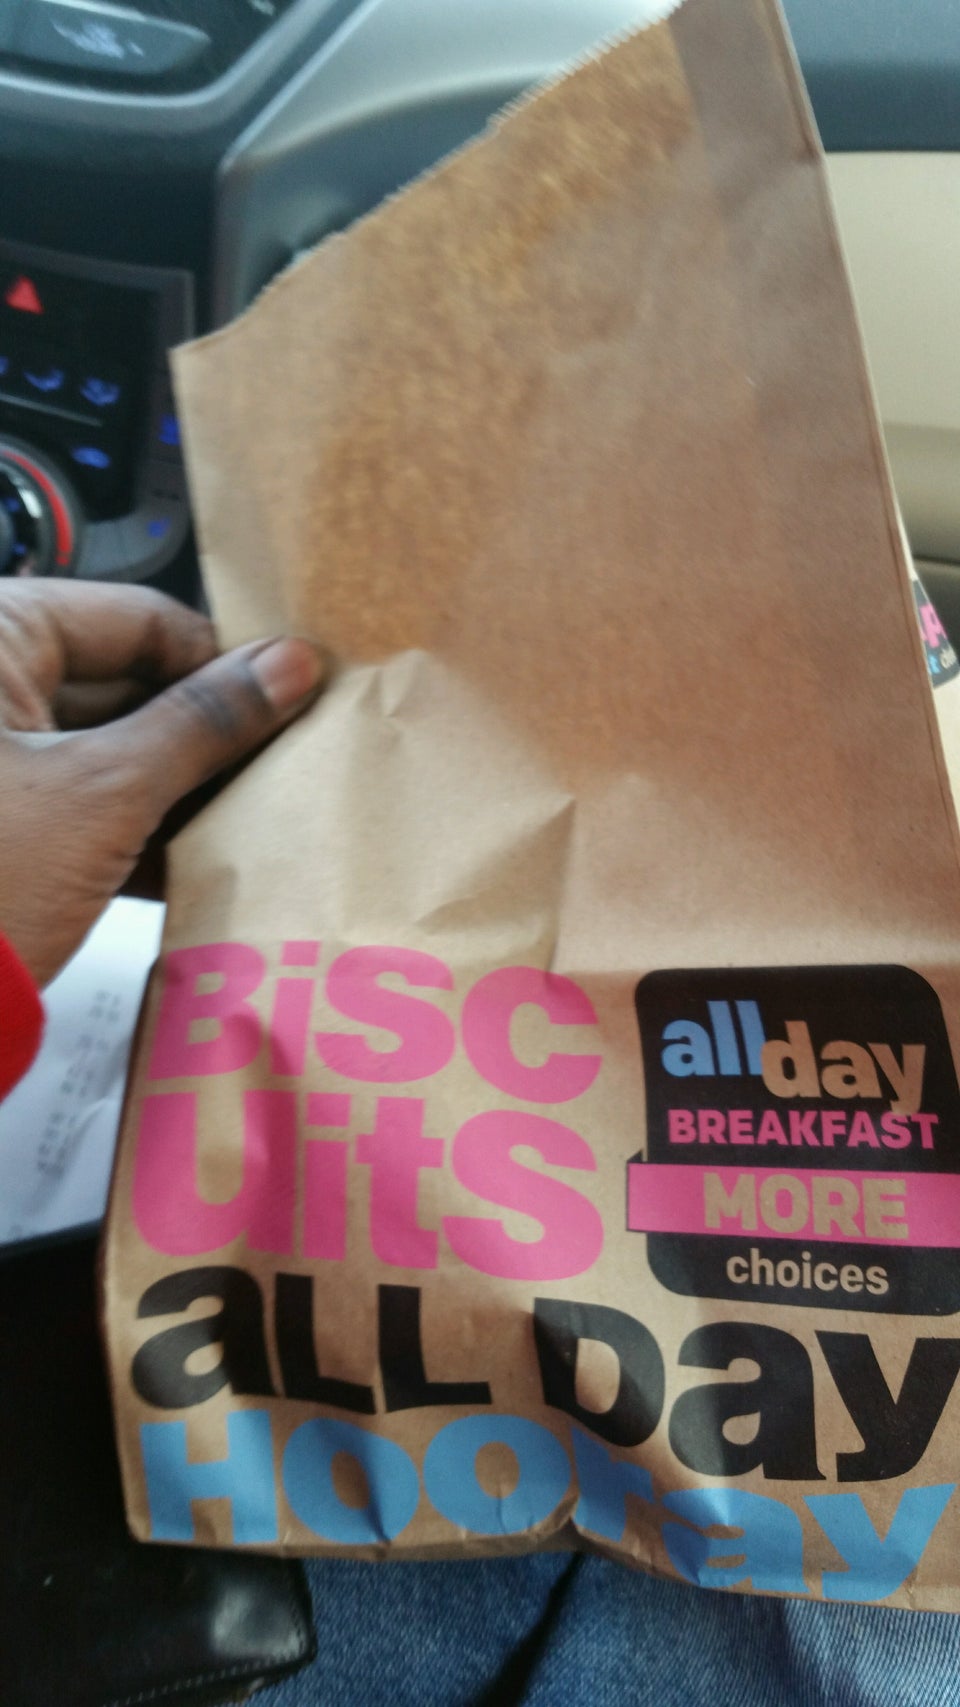 BiSC
UitS
aLL Day
HOOray
all day
BREAKFAST
MORE
choices